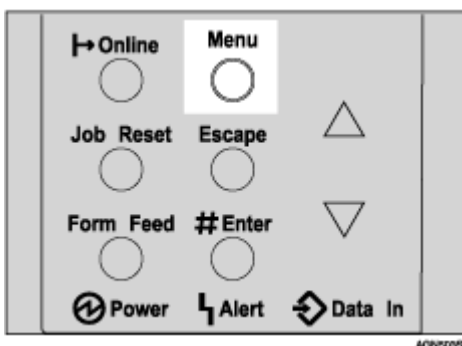 Online Menu
Job Reset Escape
Form Feed # Enter
Power Alert Data In